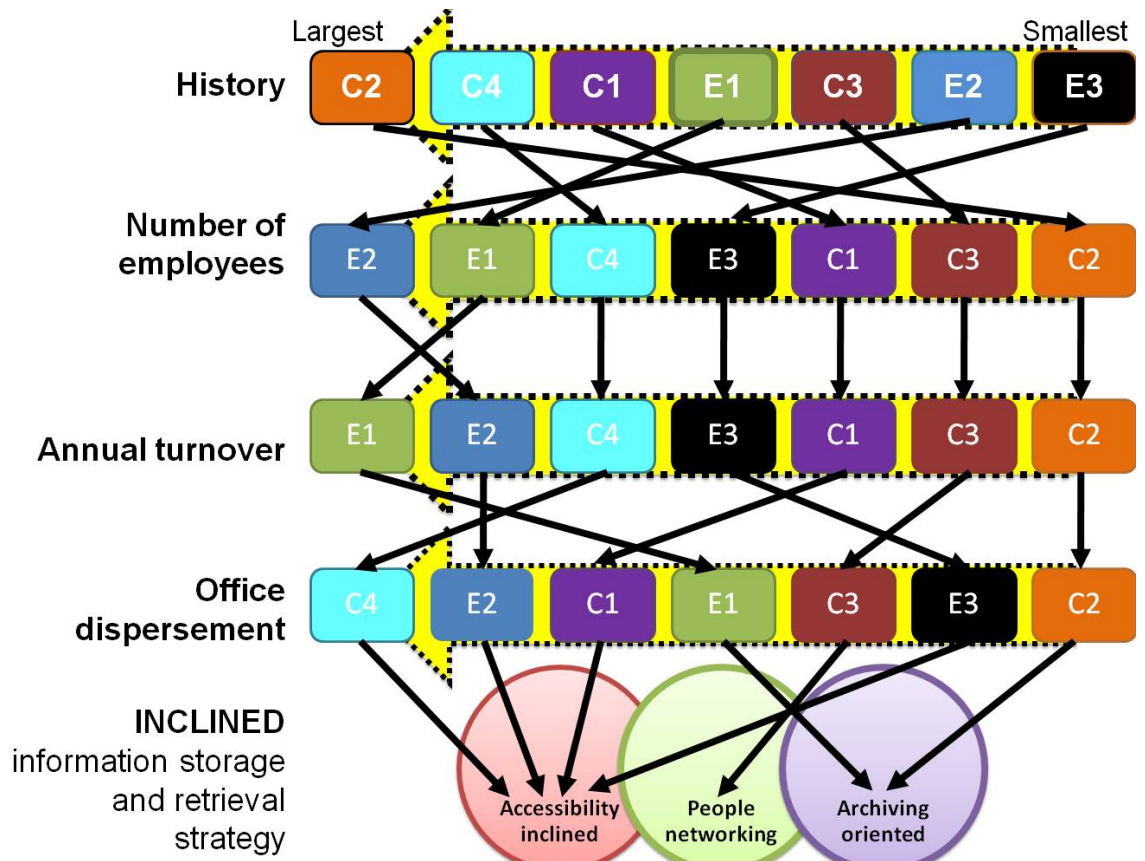 Largest Smallest
History C2 C4 C1 E1 C3 E2 E3
Number of
employees E2 E1 C4 E3 C1 C3 C2
Annual turnover E1 E2 C4 E3 C1 C3 C2
Office
dispersement C4 E2 C1 E1 C3 E3 C2
INCLINED
information storage
and retrieval
strategy
Accessibility
inclined
People
networking
Archiving
oriented